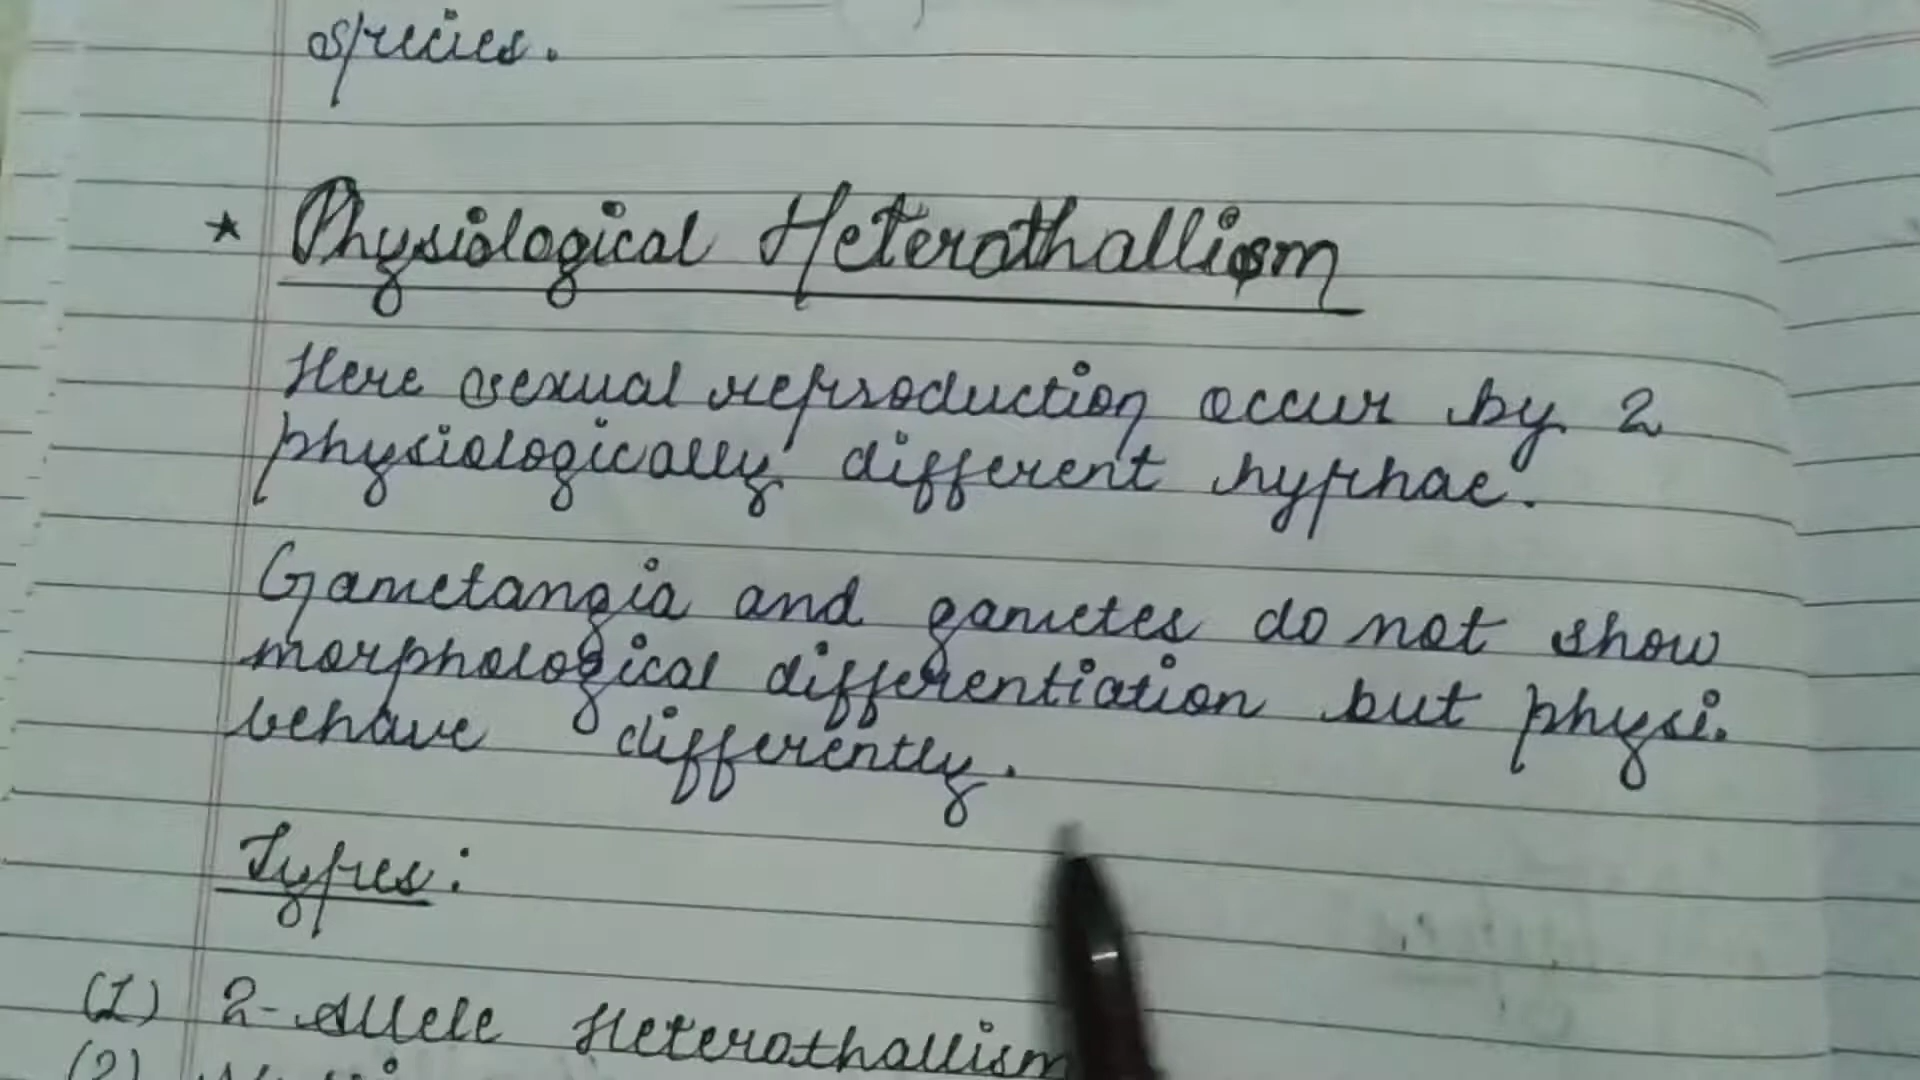 species.
★ Physiological Heterothallism
Here sexual reproduction occur by 2
physiologically different hyphae.
Gametangia and gametes do not show
morphological differentiation but physi.
behave differently.
Types:
(1) 2-Allele Heterothallism
(2)